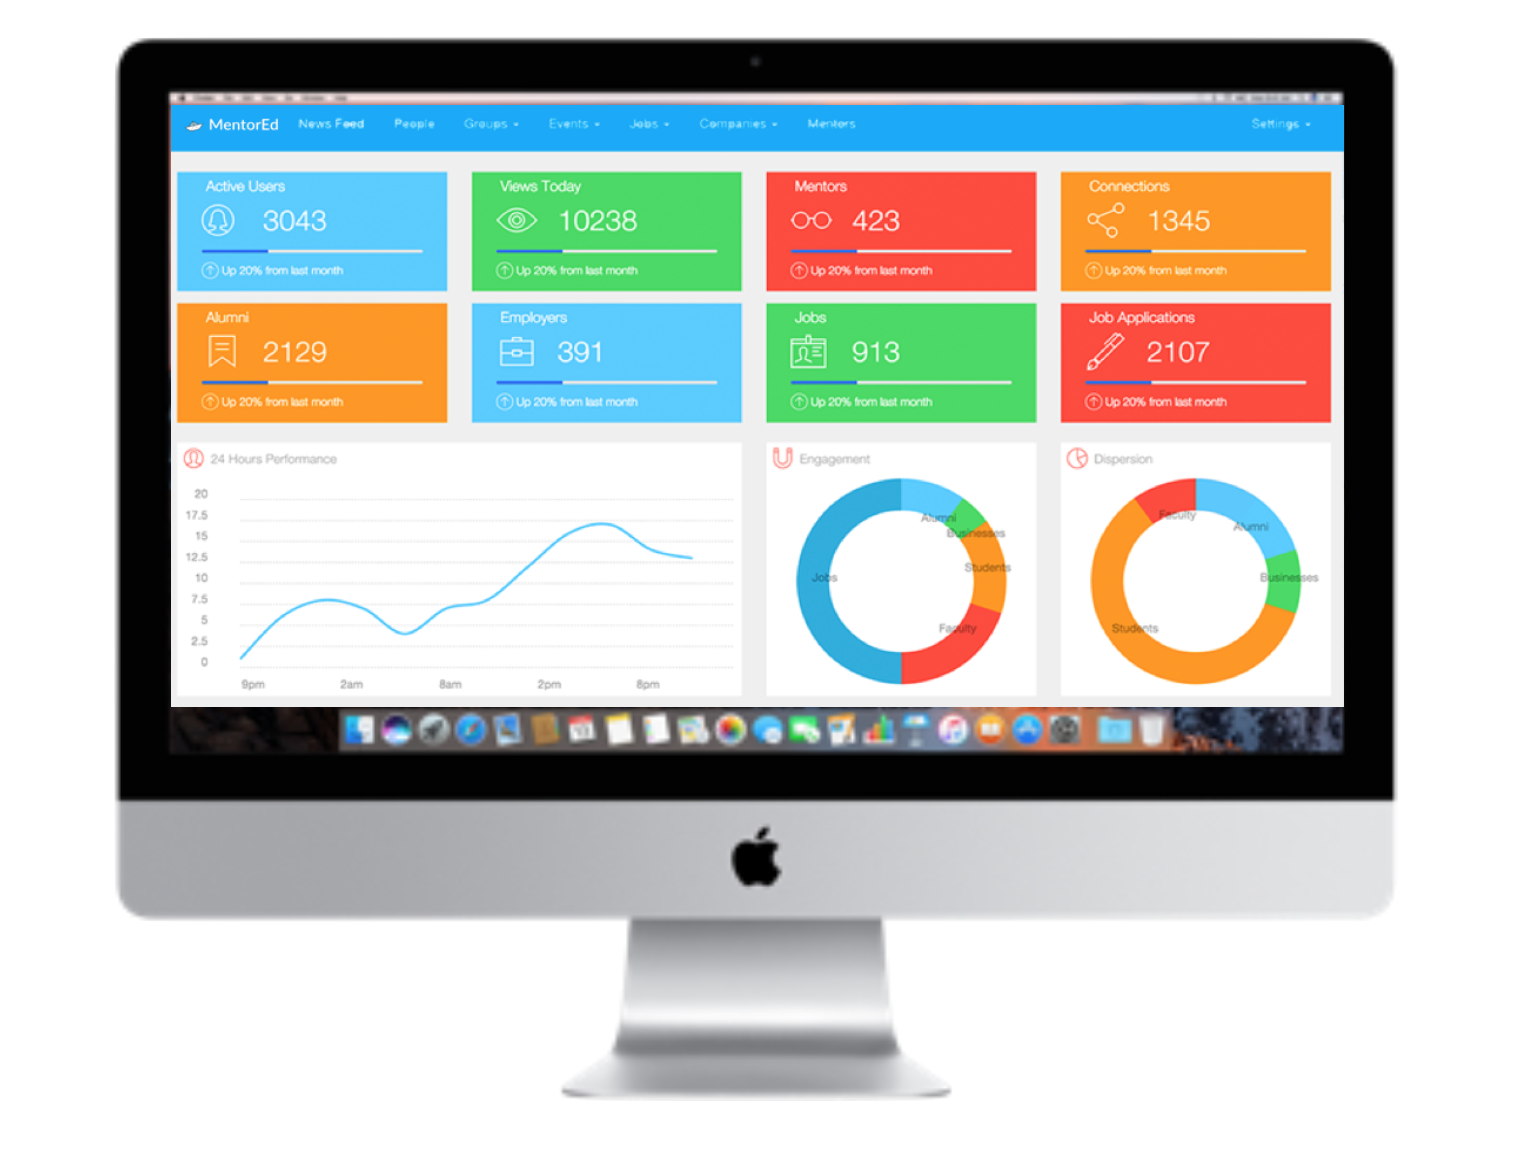 MentorEd News Feed People Groups Events Jobs Companies Mentors Settings
Active Users
3043
Up 20% from last month
Views Today
10238
Up 20% from last month
Mentors
423
Up 20% from last month
Connections
1345
Up 20% from last month
Alumni
2129
Up 20% from last month
Employers
391
Up 20% from last month
Jobs
913
Up 20% from last month
Job Applications
2107
Up 20% from last month
24 Hours Performance
20
17.5
15
12.5
10
7.5
5
2.5
0
9pm 2am 8am 2pm 8pm
Engagement
Alumni
Businesses
Students
Jobs
Faculty
Dispersion
Faculty
Alumni
Businesses
Students